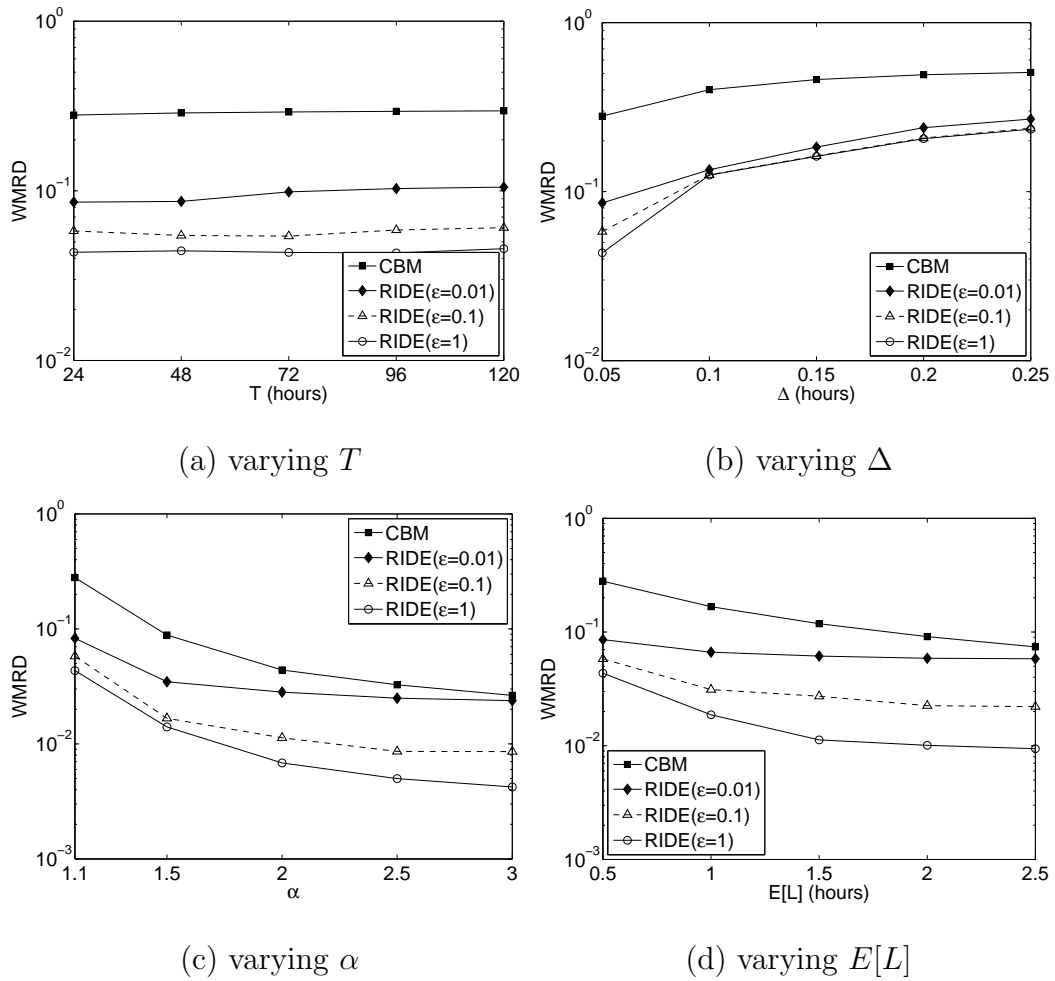 10^0
10^−1
10^−2
WMRD
24 48 72 96 120
T (hours)
CBM
RIDE(ε=0.01)
RIDE(ε=0.1)
RIDE(ε=1)
(a) varying T
10^0
10^−1
10^−2
WMRD
0.05 0.1 0.15 0.2 0.25
Δ (hours)
CBM
RIDE(ε=0.01)
RIDE(ε=0.1)
RIDE(ε=1)
(b) varying Δ
10^0
10^−1
10^−2
10^−3
WMRD
1.1 1.5 2 2.5 3
α
CBM
RIDE(ε=0.01)
RIDE(ε=0.1)
RIDE(ε=1)
(c) varying α
10^0
10^−1
10^−2
10^−3
WMRD
0.5 1 1.5 2 2.5
E[L] (hours)
CBM
RIDE(ε=0.01)
RIDE(ε=0.1)
RIDE(ε=1)
(d) varying E[L]